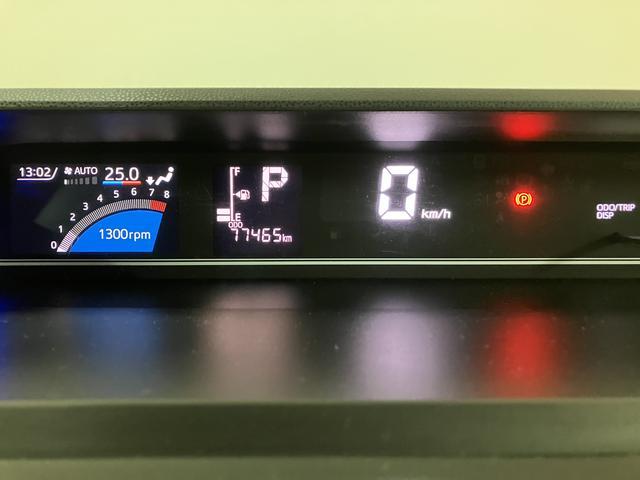 13:02 AUTO 25.0
0 1 2 3 4 5 6 7 8
1300rpm
F
P
E
ODO
77465km
0 km/h
P
ODO/TRIP
DISP